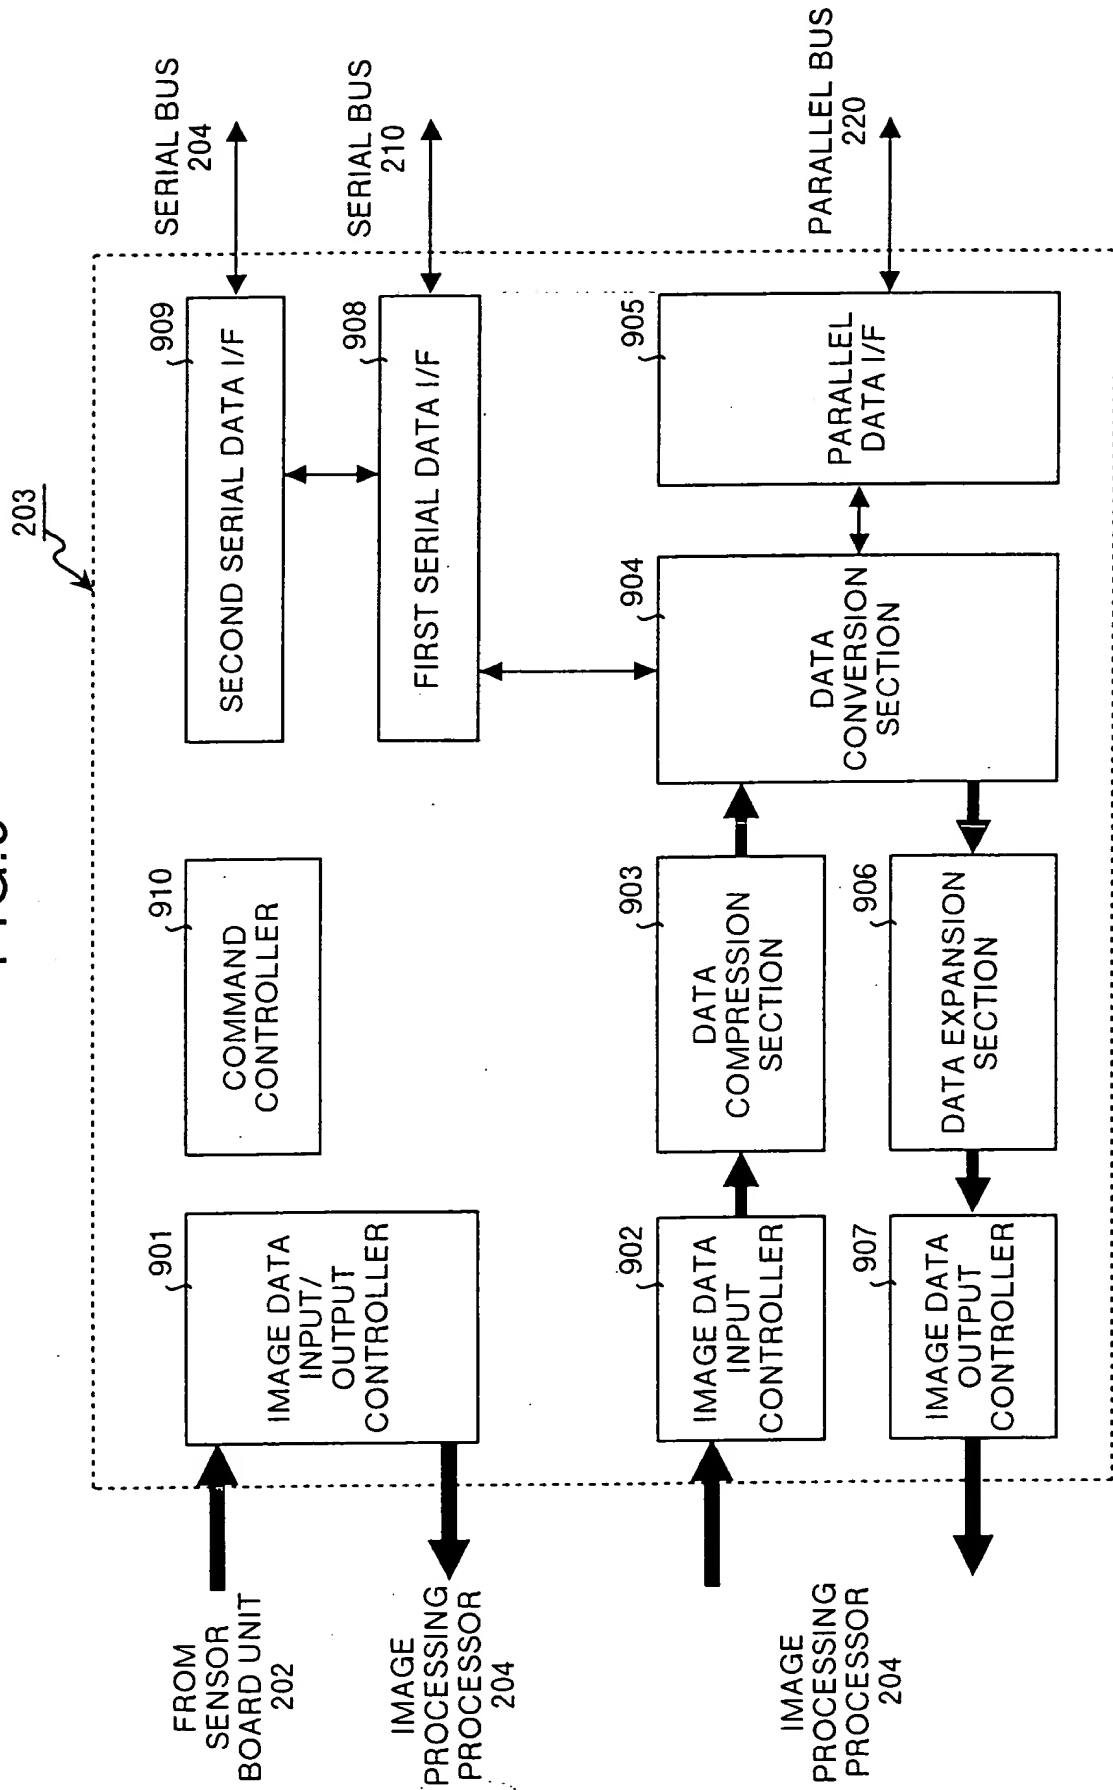 203
FROM
SENSOR
BOARD UNIT
202
901
IMAGE DATA
INPUT/
OUTPUT
CONTROLLER
910
COMMAND
CONTROLLER
909
SECOND SERIAL DATA I/F
SERIAL BUS
204
IMAGE
PROCESSING
PROCESSOR
204
908
FIRST SERIAL DATA I/F
SERIAL BUS
210
IMAGE
PROCESSING
PROCESSOR
204
902
IMAGE DATA
INPUT
CONTROLLER
903
DATA
COMPRESSION
SECTION
904
DATA
CONVERSION
SECTION
905
PARALLEL
DATA I/F
PARALLEL BUS
220
907
IMAGE DATA
OUTPUT
CONTROLLER
906
DATA EXPANSION
SECTION